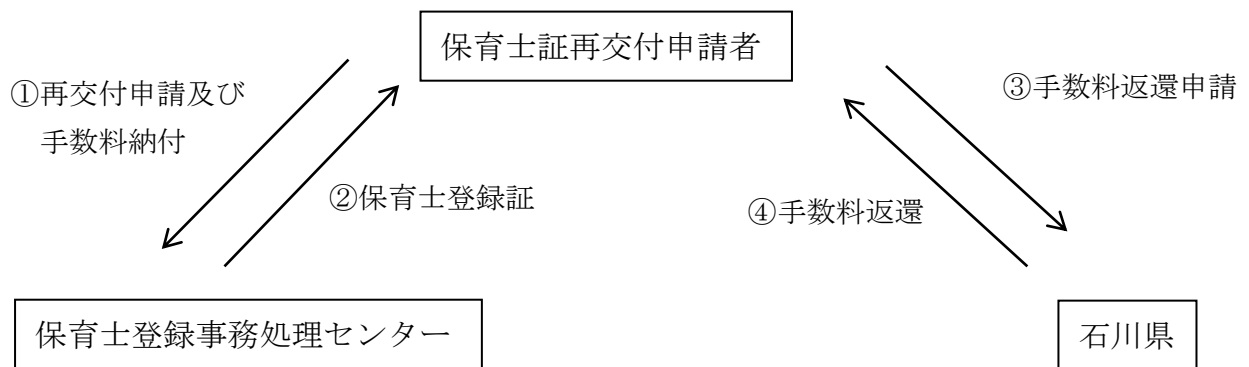 保育士証再交付申請者
①再交付申請及び
手数料納付
③手数料返還申請
②保育士登録証
④手数料返還
保育士登録事務処理センター
石川県